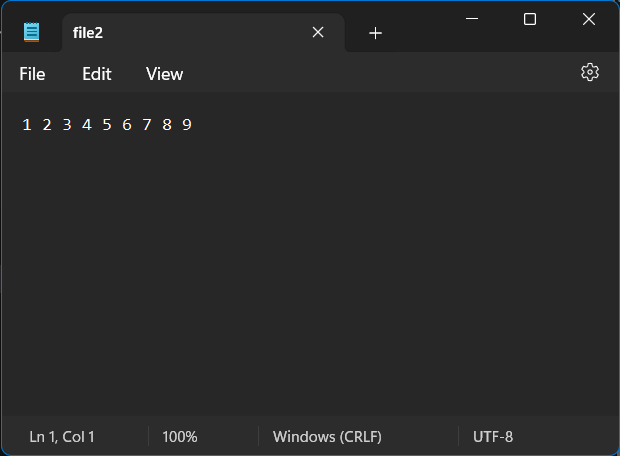 file2
File Edit View
1 2 3 4 5 6 7 8 9
Ln 1, Col 1 100% Windows (CRLF) UTF-8